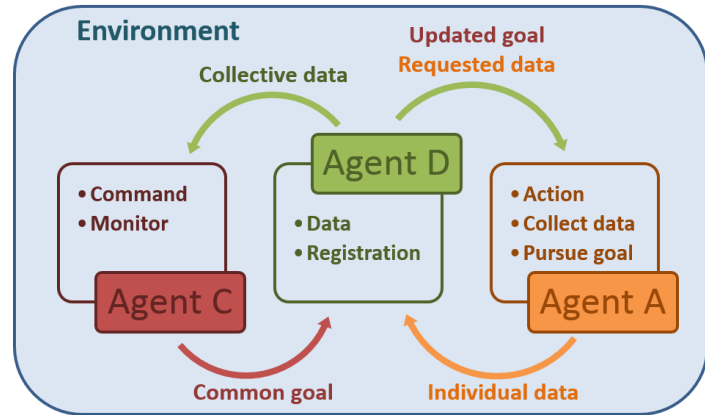 Environment
Updated goal
Requested data
Collective data
Agent D
• Command
• Monitor
Agent C
• Data
• Registration
• Action
• Collect data
• Pursue goal
Agent A
Common goal
Individual data